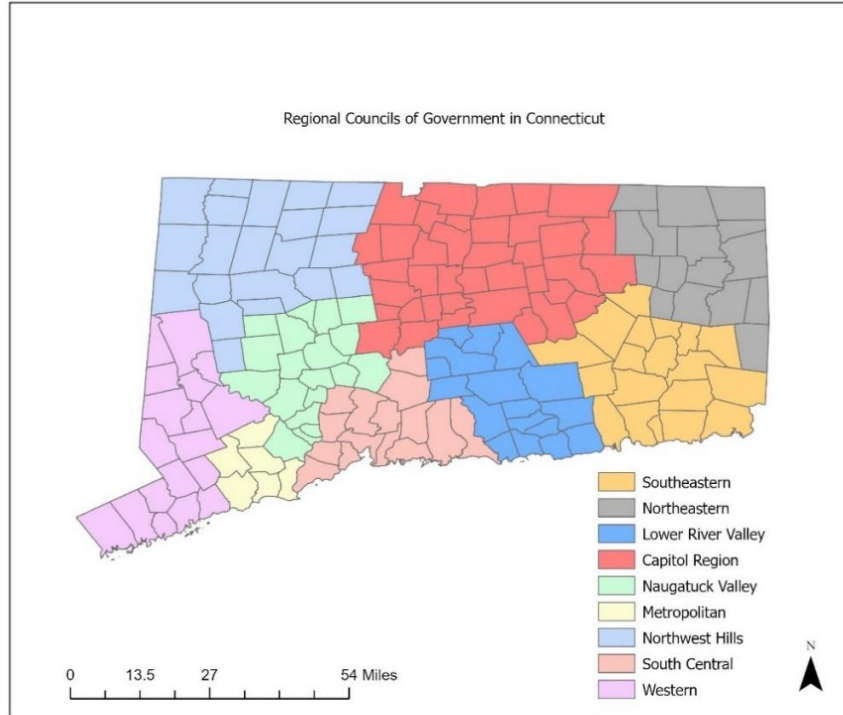 Regional Councils of Government in Connecticut
Southeastern
Northeastern
Lower River Valley
Capitol Region
Naugatuck Valley
Metropolitan
Northwest Hills
South Central
Western
0 13.5 27 54 Miles
N